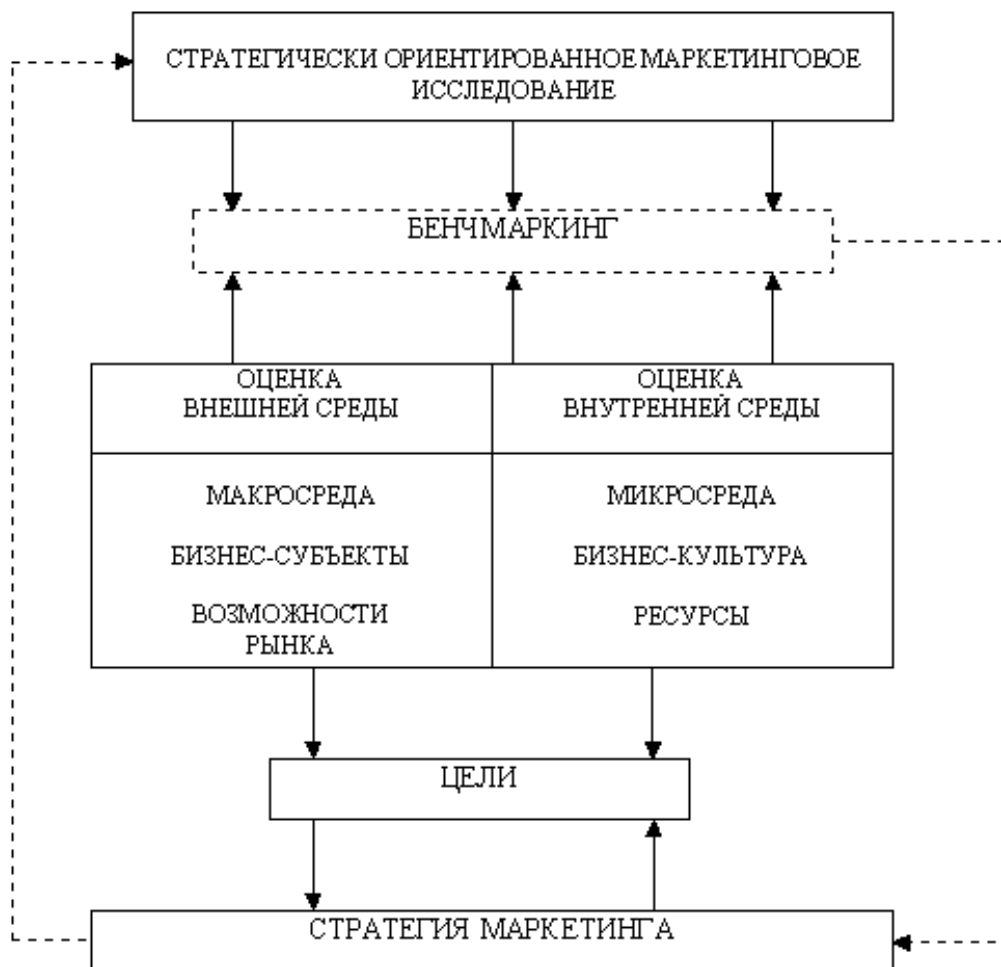 СТРАТЕГИЧЕСКИ ОРИЕНТИРОВАННОЕ МАРКЕТИНГОВОЕ
ИССЛЕДОВАНИЕ
БЕНЧМАРКИНГ
ОЦЕНКА
ВНЕШНЕЙ СРЕДЫ
ОЦЕНКА
ВНУТРЕННЕЙ СРЕДЫ
МАКРОСРЕДА
БИЗНЕС-СУБЪЕКТЫ
ВОЗМОЖНОСТИ
РЫНКА
МИКРОСРЕДА
БИЗНЕС-КУЛЬТУРА
РЕСУРСЫ
ЦЕЛИ
СТРАТЕГИЯ МАРКЕТИНГА